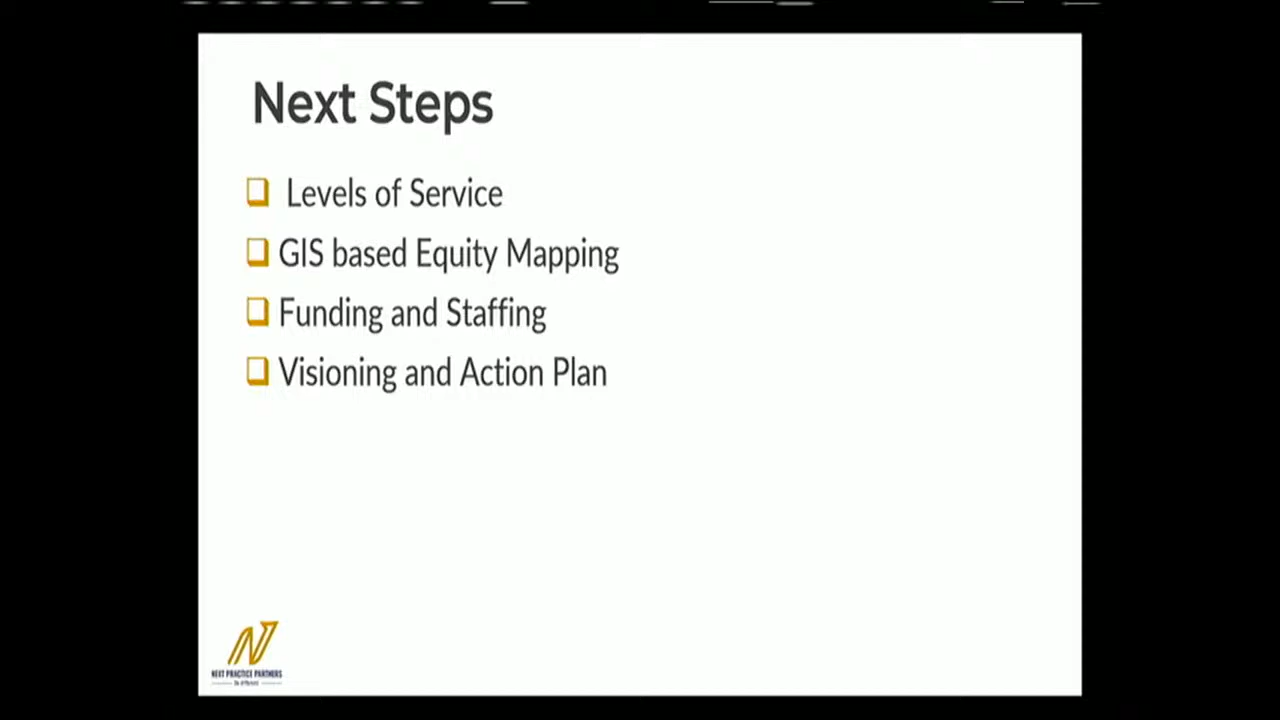 Next Steps
Levels of Service
GIS based Equity Mapping
Funding and Staffing
Visioning and Action Plan
NEXT PRACTICE PARTNERS